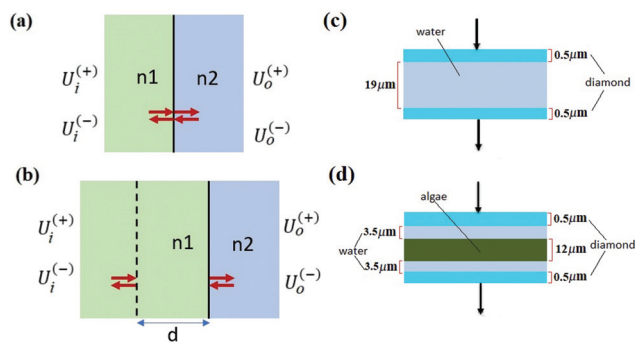 (a)
U_i^(+)
n1
n2
U_o^(+)
U_i^(-)
U_o^(-)
(b)
U_i^(+)
n1
n2
U_o^(+)
U_i^(-)
U_o^(-)
d
(c)
water
0.5μm
19μm
diamond
0.5μm
(d)
algae
0.5μm
3.5μm
water
12μm
diamond
3.5μm
0.5μm